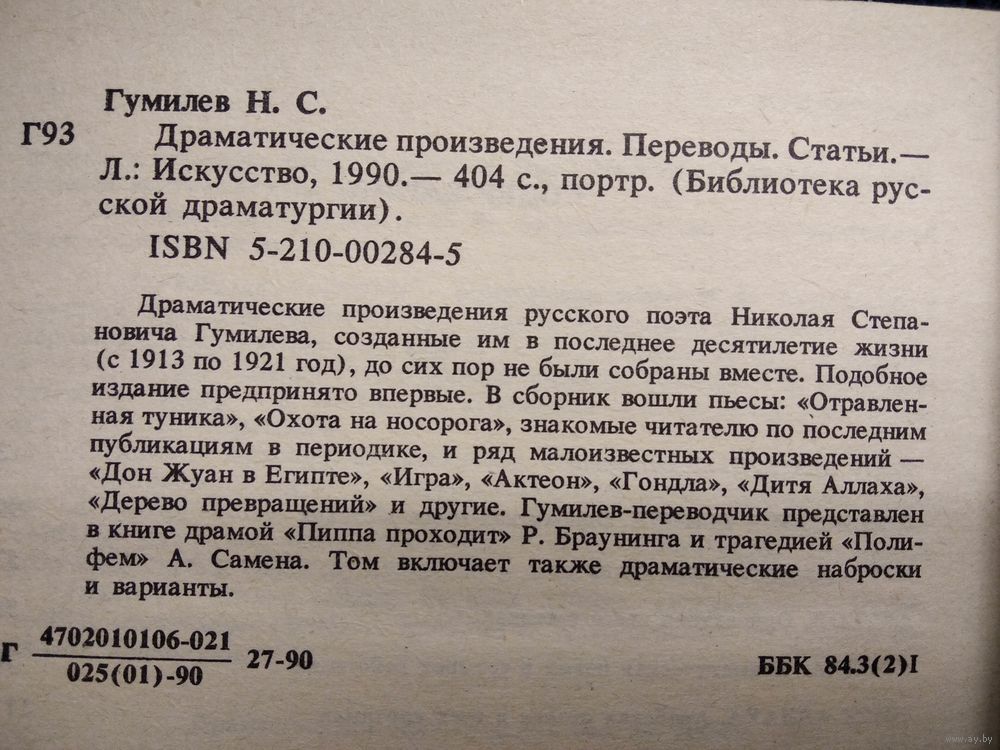 Гумилев Н. С.
Г93 Драматические произведения. Переводы. Статьи.—
Л.: Искусство, 1990.— 404 с., портр. (Библиотека рус-
ской драматургии).
ISBN 5-210-00284-5
Драматические произведения русского поэта Николая Степа-
новича Гумилева, созданные им в последнее десятилетие жизни
(с 1913 по 1921 год), до сих пор не были собраны вместе. Подобное
издание предпринято впервые. В сборник вошли пьесы: «Отравлен-
ная туника», «Охота на носорога», знакомые читателю по последним
публикациям в периодике, и ряд малоизвестных произведений —
«Дон Жуан в Египте», «Игра», «Актеон», «Гондла», «Дитя Аллаха»,
«Дерево превращений» и другие. Гумилев-переводчик представлен
в книге драмой «Пиппа проходит» Р. Браунинга и трагедией «Поли-
фем» А. Самена. Том включает также драматические наброски
и варианты.
Г 4702010106-021 27-90 ББК 84.3(2)I
025(01)-90
www.ay.by